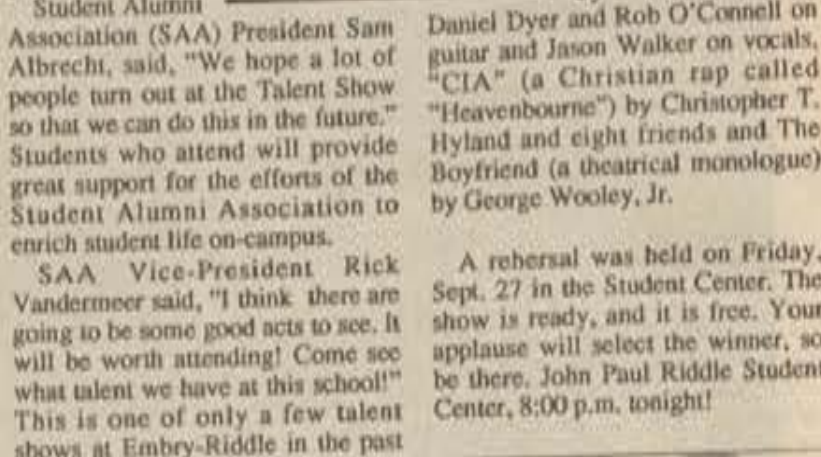 Student Alumni
Association (SAA) President Sam
Albrecht, said, "We hope a lot of
people turn out at the Talent Show
so that we can do this in the future."
Students who attend will provide
great support for the efforts of the
Student Alumni Association to
enrich student life on-campus.
SAA Vice-President Rick
Vandermeer said, "I think there are
going to be some good acts to see. It
will be worth attending! Come see
what talent we have at this school!"
This is one of only a few talent
shows at Embry-Riddle in the past
Daniel Dyer and Rob O'Connell on
guitar and Jason Walker on vocals,
"CIA" (a Christian rap called
"Heavenbourne") by Christopher T.
Hyland and eight friends and The
Boyfriend (a theatrical monologue)
by George Wooley, Jr.
A rehersal was held on Friday,
Sept. 27 in the Student Center. The
show is ready, and it is free. Your
applause will select the winner, so
be there. John Paul Riddle Student
Center, 8:00 p.m. tonight!